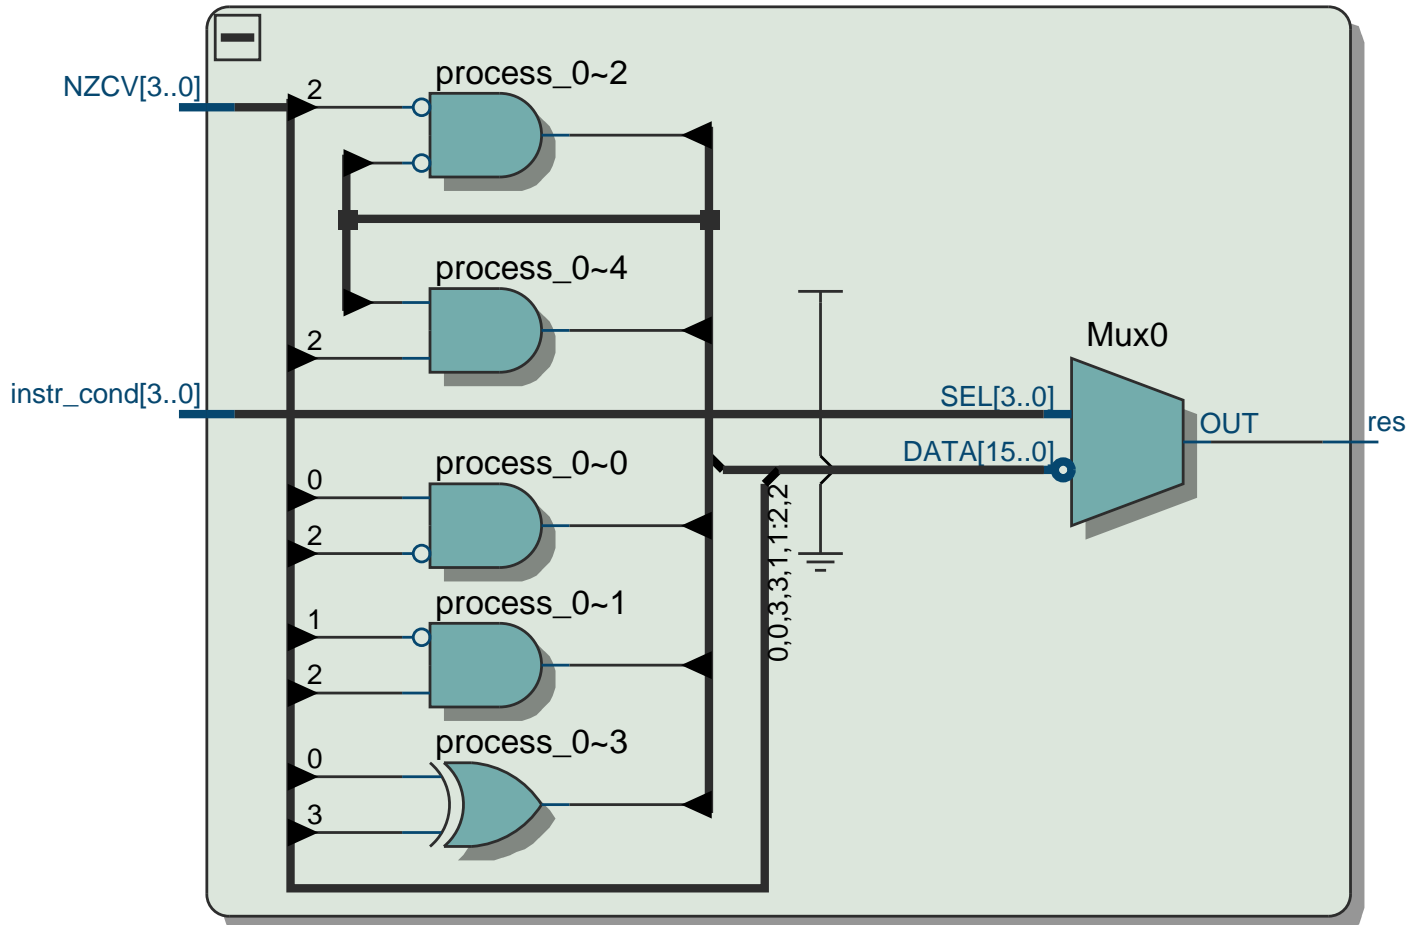 process_0~2
NZCV[3..0]
2
process_0~4
2
Mux0
instr_cond[3..0]
SEL[3..0]
OUT
res
DATA[15..0]
process_0~0
0
2
0,0,3,3,1,1:2,2
process_0~1
1
2
process_0~3
0
3